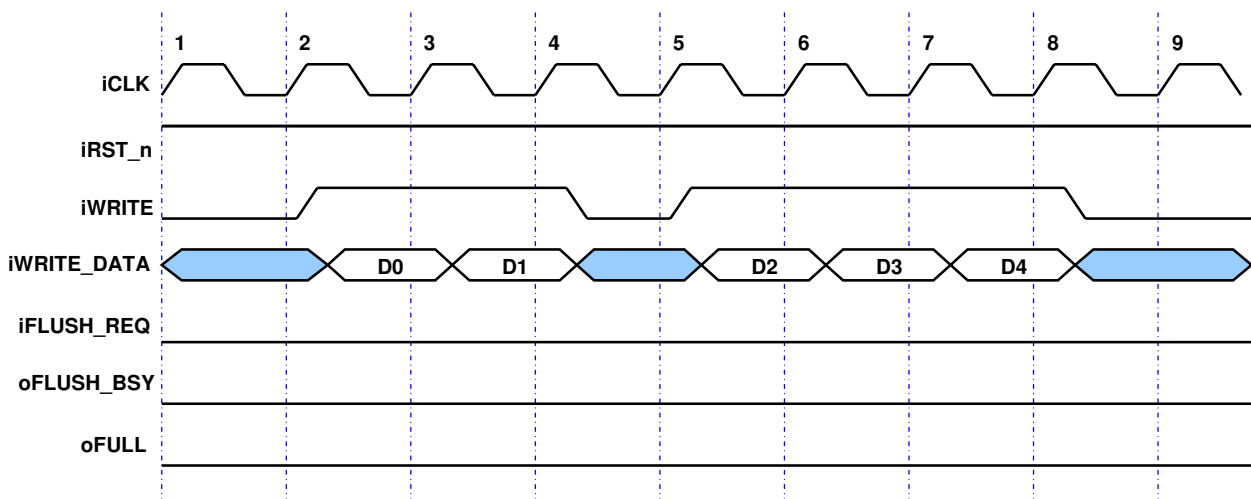 1 2 3 4 5 6 7 8 9
iCLK
iRST_n
iWRITE
iWRITE_DATA D0 D1 D2 D3 D4
iFLUSH_REQ
oFLUSH_BSY
oFULL